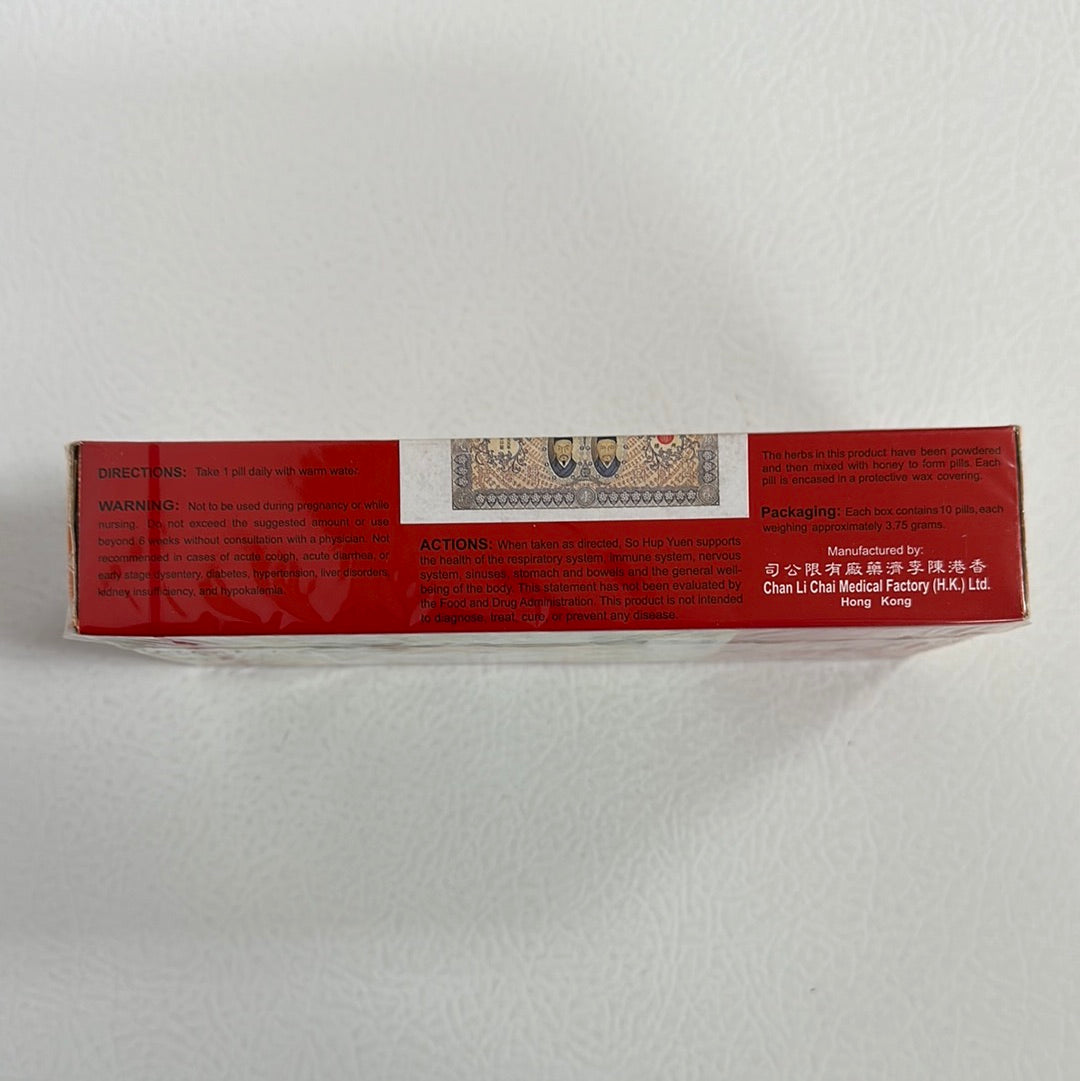 DIRECTIONS: Take 1 pill daily with warm water.
WARNING: Not to be used during pregnancy or while
nursing. Do not exceed the suggested amount or use
beyond 6 weeks without consultation with a physician. Not
recommended in cases of acute cough, acute diarrhea, or
early stage dysentery, diabetes, hypertension, liver disorders,
kidney insufficiency, and hypokalemia.
ACTIONS: When taken as directed, So Hup Yuen supports
the health of the respiratory system, immune system, nervous
system, sinuses, stomach and bowels and the general well-
being of the body. This statement has not been evaluated by
the Food and Drug Administration. This product is not intended
to diagnose, treat, cure, or prevent any disease.
The herbs in this product have been powdered
and then mixed with honey to form pills. Each
pill is encased in a protective wax covering.
Packaging: Each box contains 10 pills, each
weighing approximately 3.75 grams.
Manufactured by:
司公限有廠藥濟李陳港香
Chan Li Chai Medical Factory (H.K.) Ltd.
Hong Kong